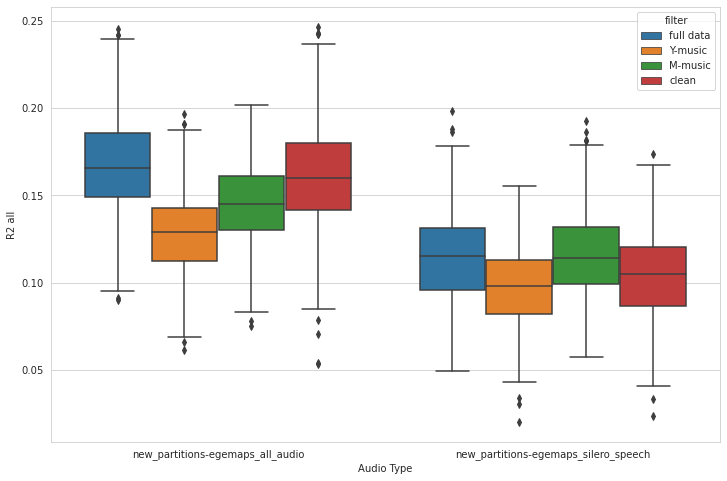 0.25
0.20
0.15
0.10
0.05
R2 all
filter
full data
Y-music
M-music
clean
new_partitions-egemaps_all_audio
new_partitions-egemaps_silero_speech
Audio Type